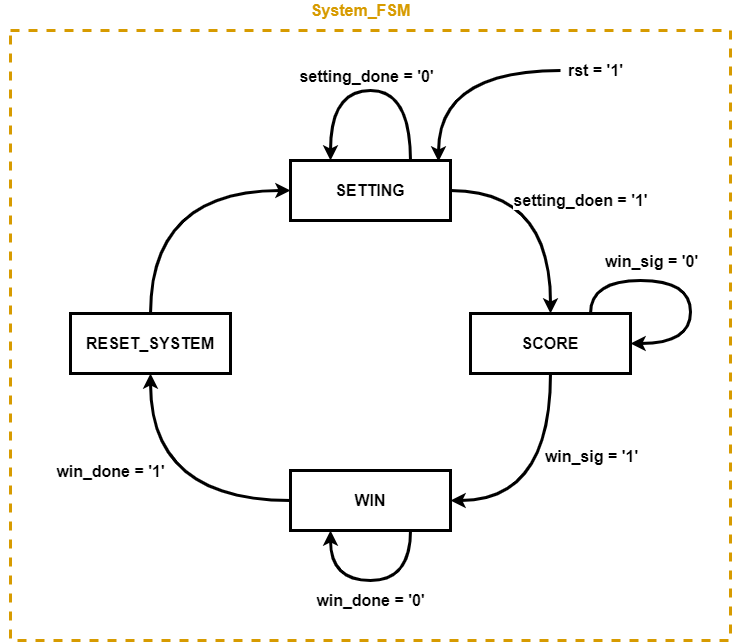 System_FSM
rst = '1'
setting_done = '0'
SETTING
setting_doen = '1'
win_sig = '0'
RESET_SYSTEM
SCORE
win_sig = '1'
win_done = '1'
WIN
win_done = '0'